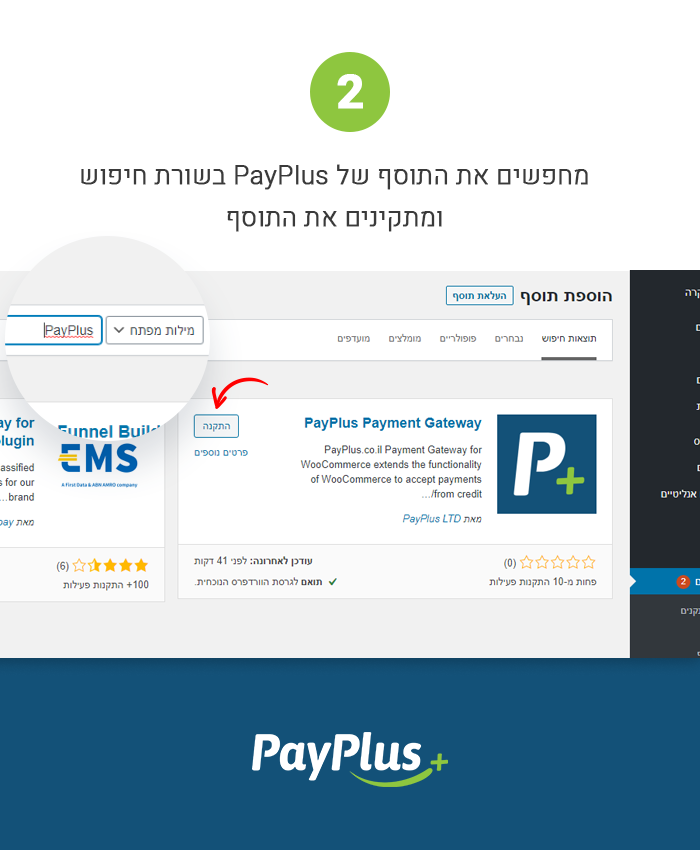 2
מחפשים את התוסף של PayPlus בשורת חיפוש
ומתקינים את התוסף
הוספת תוסף
העלאת תוסף
תוצאות חיפוש
נבחרים
פופולריים
מומלצים
מועדפים
מילות מפתח
PayPlus
PayPlus Payment Gateway
התקנה
פרטים נוספים
PayPlus.co.il Payment Gateway for
WooCommerce extends the functionality
of WooCommerce to accept payments
from credit/...
מאת PayPlus LTD
(0)
פחות מ-10 התקנות פעילות
עודכן לאחרונה: לפני 41 דקות
תואם לגרסת הוורדפרס הנוכחית.
Funnel Build
EMS
A First Data & ABN AMRO company
ay for
lugin
assified
s for our
brand...
מאת pay
(6)
100+ התקנות פעילות
אנליטיים
2
PayPlus+